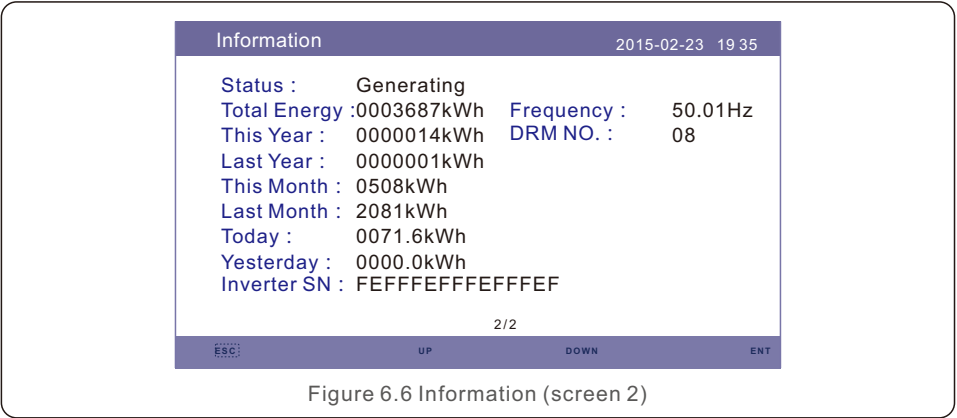 Information 2015-02-23 19 35
Status : Generating
Total Energy :0003687kWh Frequency : 50.01Hz
This Year : 0000014kWh DRM NO. : 08
Last Year : 0000001kWh
This Month : 0508kWh
Last Month : 2081kWh
Today : 0071.6kWh
Yesterday : 0000.0kWh
Inverter SN : FEFFFEFFFEFFFEF
2/2
ESC UP DOWN ENT
Figure 6.6 Information (screen 2)